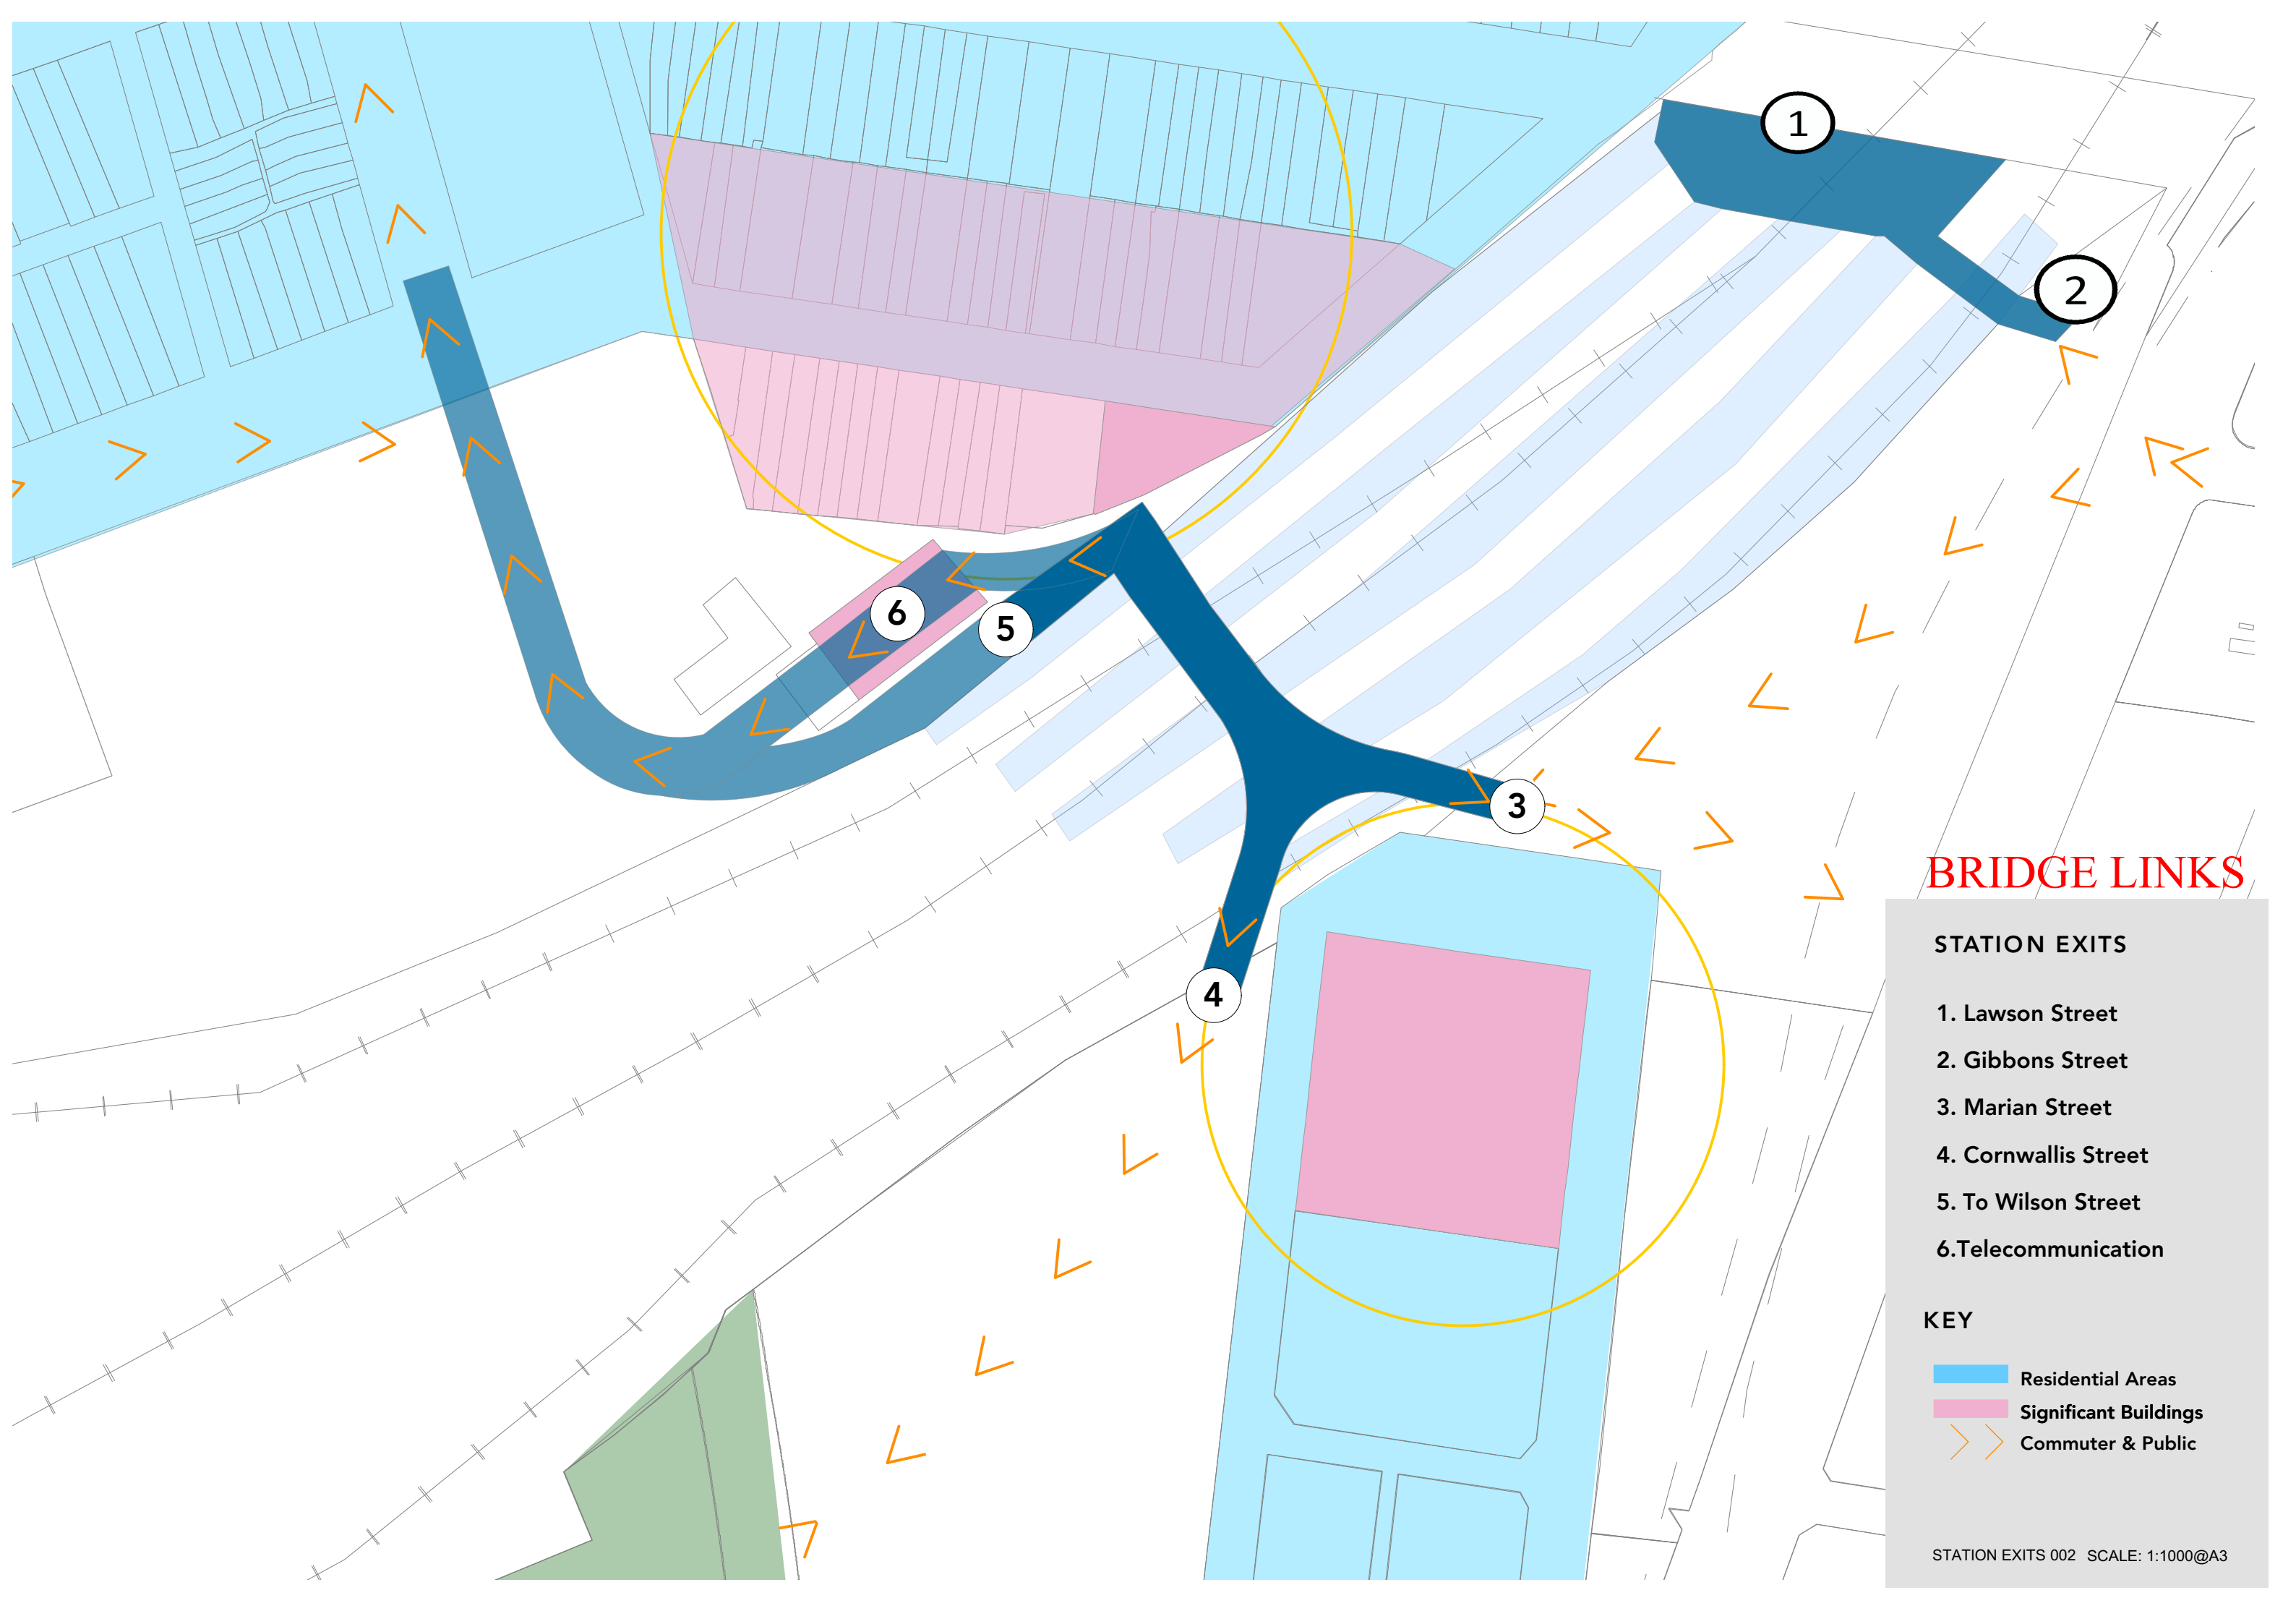 1
2
6
5
3
4
BRIDGE LINKS
STATION EXITS
1. Lawson Street
2. Gibbons Street
3. Marian Street
4. Cornwallis Street
5. To Wilson Street
6.Telecommunication
KEY
Residential Areas
Significant Buildings
Commuter & Public
STATION EXITS 002 SCALE: 1:1000@A3